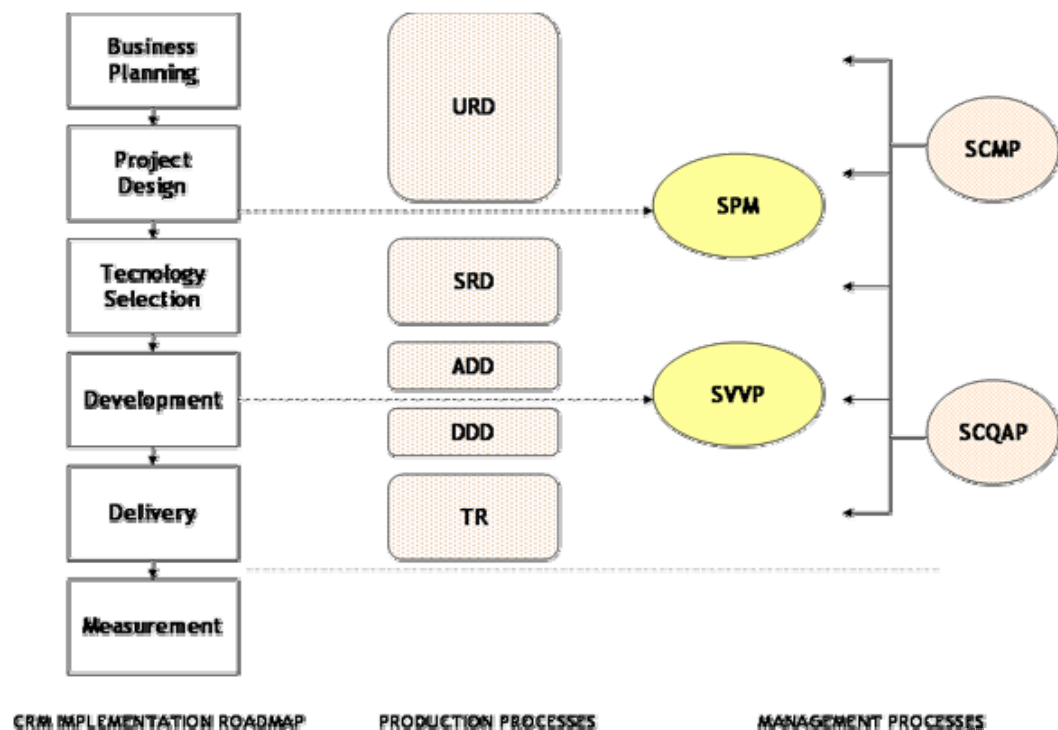 Business
Planning
Project
Design
Tecnology
Selection
Development
Delivery
Measurement
CRM IMPLEMENTATION ROADMAP
URD
SRD
ADD
DDD
TR
PRODUCTION PROCESSES
SPM
SVVP
SCMP
SCQAP
MANAGEMENT PROCESSES